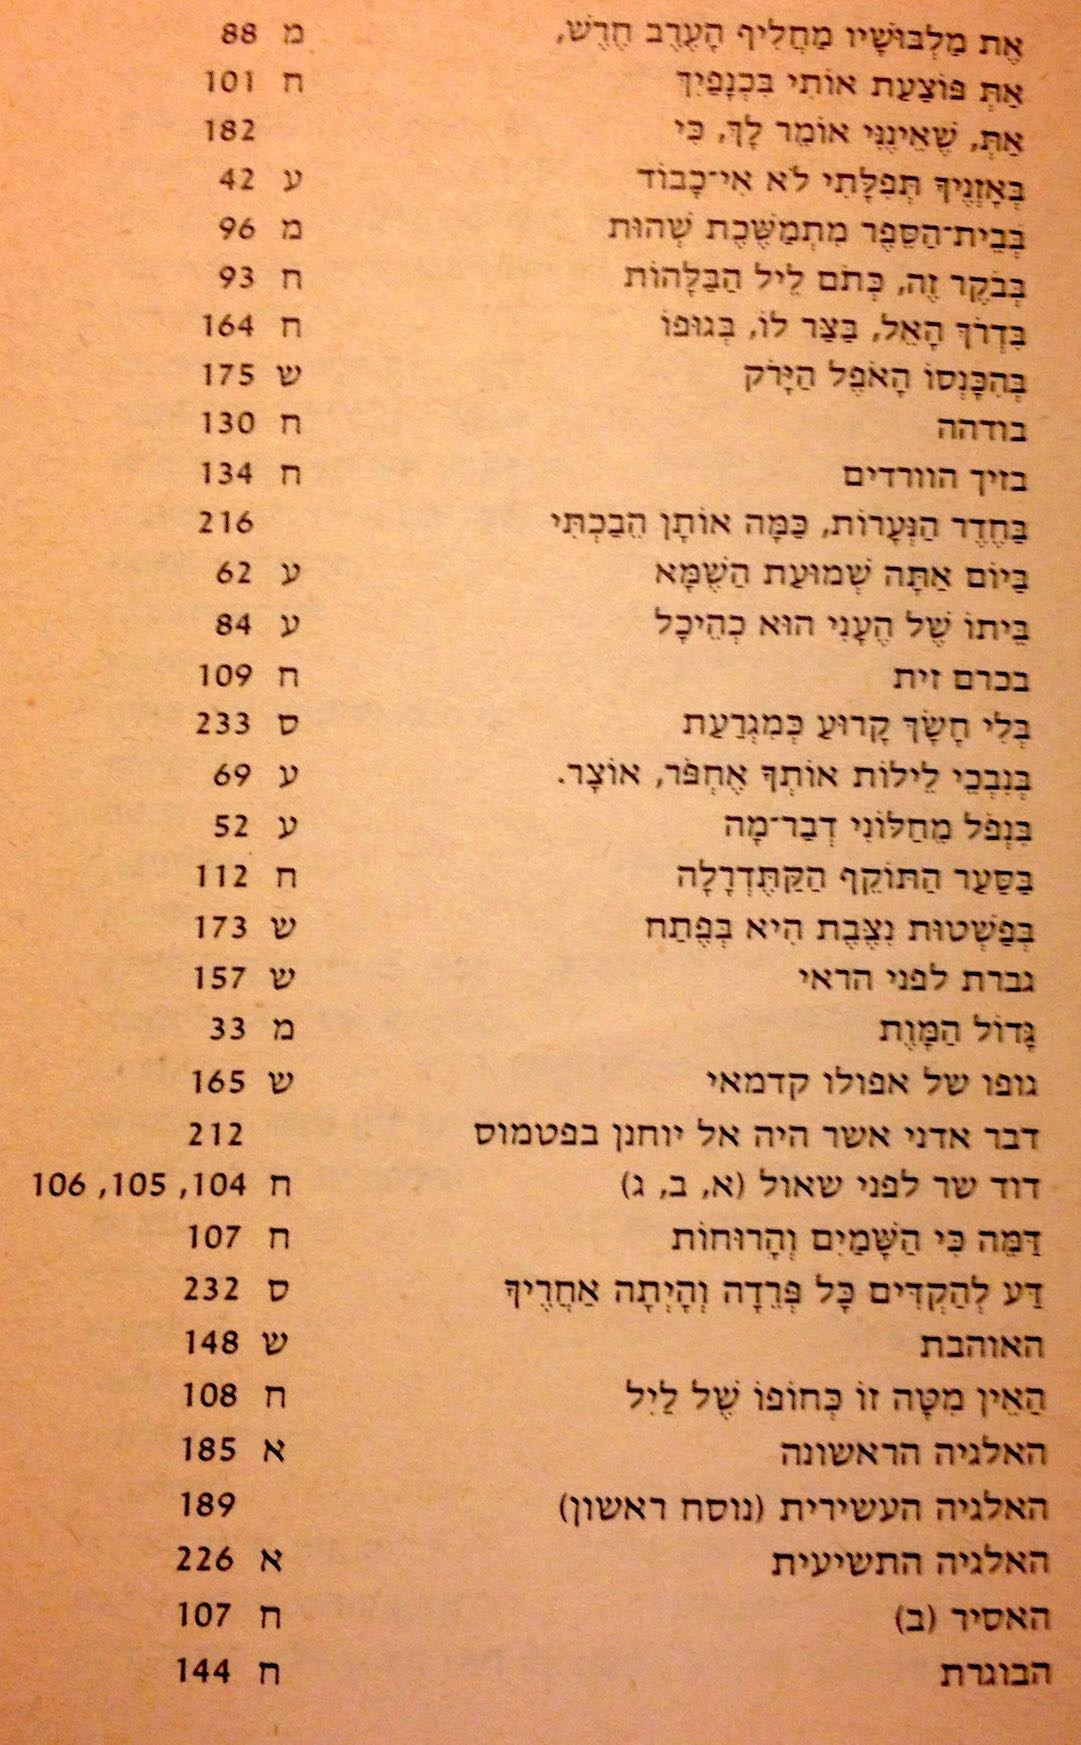 אֶת מַלְבּוּשָׁיו מַחֲלִיף הָעֶרֶב חֶרֶשׁ, מ 88
אַתְּ פּוֹצַעַת אוֹתִי בִּכְנָפַיִךְ ח 101
אַתְּ, שֶׁאֵינֶנִּי אוֹמֵר לָךְ, כִּי 182
בְּאָזְנֶיךָ תְּפִלָּתִי לֹא אִי־כָבוֹד ע 42
בְּבֵית־הַסֵּפֶר מִתְמַשֶּׁכֶת שְׁהוּת מ 96
בְּבֹקֶר זֶה, כְּתֹם לֵיל הַבַּלָּהוֹת ח 93
בִּדְרֹךְ הָאֵל, בַּצַּר לוֹ, בְּגוּפוֹ ח 164
בְּהִכָּנְסוֹ הָאֹפֶל הַיָּרֹק ש 175
בודהה ח 130
בזיך הוורדים ח 134
בַּחֲדַר הַנְּעָרוֹת, כַּמָּה אוֹתָן הֲבַכְתִּי 216
בַּיּוֹם אַתָּה שְׁמוּעַת הַשֶּׁמָּא ע 62
בֵּיתוֹ שֶׁל הֶעָנִי הוּא כְהֵיכָל ע 84
בכרם זית ח 109
בְּלִי חָשָׂךְ קָרוּעַ כְּמִגְרַעַת ס 233
בְּנִבְכֵי לֵילוֹת אוֹתְךָ אֶחְפֹּר, אוֹצָר. ע 69
בִּנְפֹל מֵחַלּוֹנִי דְבַר־מָה ע 52
בַּסַּעַר הַתּוֹקֵף הַקַּתֶּדְרָלָה ח 112
בְּפַשְׁטוּת נִצֶּבֶת הִיא בְּפֶתַח ש 173
גברת לפני הראי ש 157
גָּדוֹל הַמָּוֶת מ 33
גופו של אפולו קדמאי ש 165
דבר אדני אשר היה אל יוחנן בפטמוס 212
דוד שר לפני שאול (א, ב, ג) ח 104, 105, 106
דַּמֵּה כִּי הַשָּׁמַיִם וְהָרוּחוֹת ח 107
דַּע לְהַקְדִּים כָּל פְּרֵדָה וְהָיְתָה אַחֲרֶיךָ ס 232
האוהבת ש 148
הַאֵין מִטָּה זוֹ כְּחוֹפוֹ שֶׁל לַיִל ח 108
האלגיה הראשונה א 185
האלגיה העשירית (נוסח ראשון) 189
האלגיה התשיעית א 226
האסיר (ב) ח 107
הבוגרת ח 144